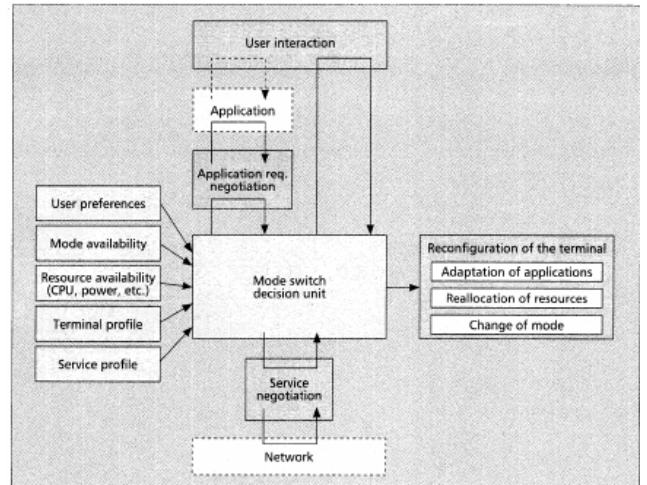 User interaction
Application
Application req.
negotiation
User preferences
Mode availability
Resource availability
(CPU, power, etc.)
Terminal profile
Service profile
Mode switch
decision unit
Reconfiguration of the terminal
Adaptation of applications
Reallocation of resources
Change of mode
Service
negotiation
Network